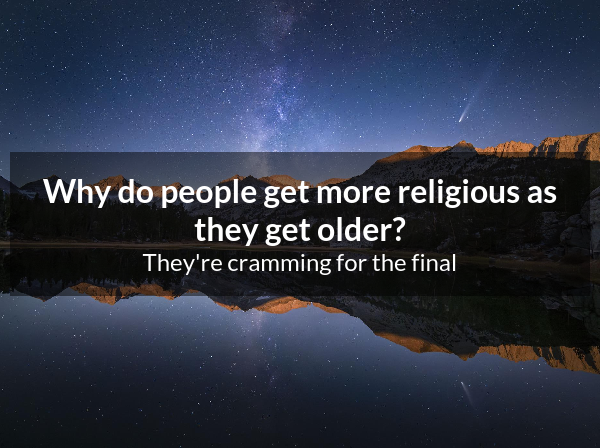 Why do people get more religious as
they get older?
They're cramming for the final